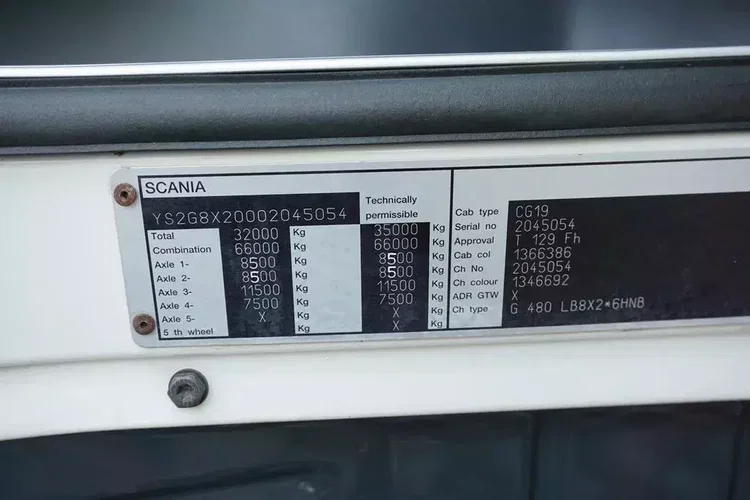 SCANIA
YS2G8X20002045054
Technically
permissible
Total 32000 Kg 35000 Kg
Combination 66000 Kg 66000 Kg
Axle 1- 8500 Kg 8500 Kg
Axle 2- 8500 Kg 8500 Kg
Axle 3- 11500 Kg 11500 Kg
Axle 4- 7500 Kg 7500 Kg
Axle 5- X Kg X Kg
5 th wheel X Kg X Kg
Cab type CG19
Serial no 2045054
Approval T 129 Fh
Cab col 1366386
Ch No 2045054
Ch colour 1346692
ADR GTW X
Ch type G 480 LB8X2*6HNB